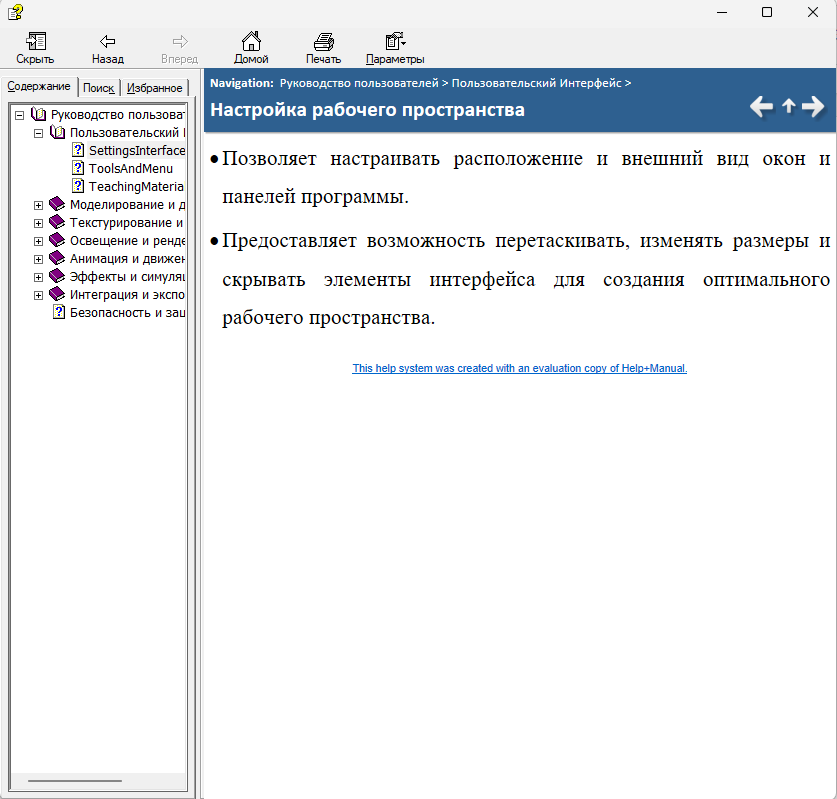 Скрыть Назад Вперед Домой Печать Параметры
Содержание Поиск Избранное
Руководство пользоват
Пользовательский
SettingsInterface
ToolsAndMenu
TeachingMateria
Моделирование и д
Текстурирование и
Освещение и ренде
Анимация и движен
Эффекты и симуляц
Интеграция и экспо
Безопасность и защ
Navigation: Руководство пользователей > Пользовательский Интерфейс >
Настройка рабочего пространства
• Позволяет настраивать расположение и внешний вид окон и
панелей программы.
• Предоставляет возможность перетаскивать, изменять размеры и
скрывать элементы интерфейса для создания оптимального
рабочего пространства.
This help system was created with an evaluation copy of Help+Manual.